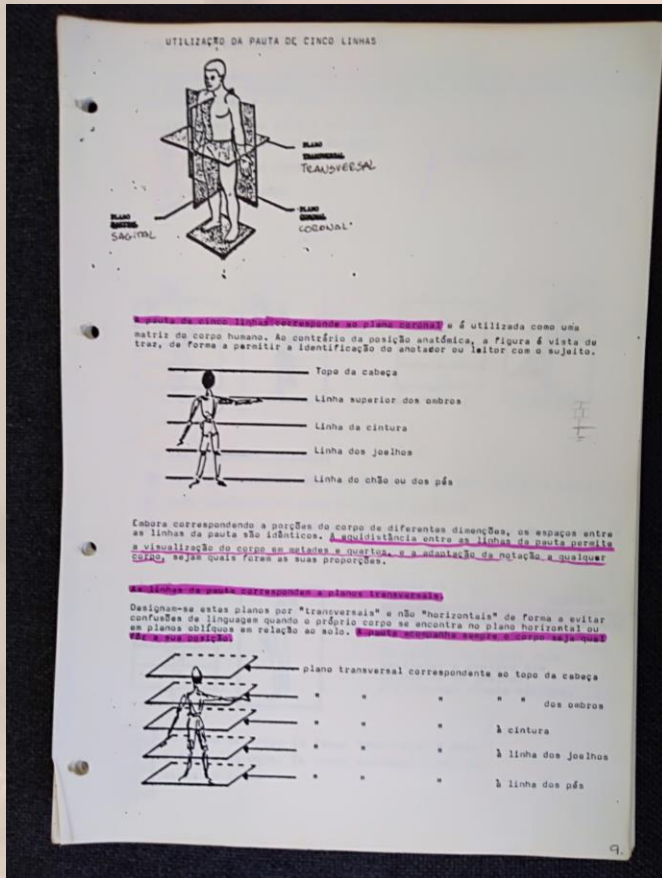 UTILIZAÇÃO DA PAUTA DE CINCO LINHAS
PLANO
TRANSVERSAL
TRANSVERSAL
PLANO
SAGITAL
PLANO
CORONAL
CORONAL
A pauta de cinco linhas corresponde ao plano coronal e é utilizada como uma
matriz do corpo humano. Ao contrário da posição anatómica, a figura é vista de
traz, de forma a permitir a identificação do anotador ou leitor com o sujeito.
Topo da cabeça
Linha superior dos ombros
Linha da cintura
Linha dos joelhos
Linha do chão ou dos pés
Embora correspondendo a porções do corpo de diferentes dimenções, os espaços entre
as linhas da pauta são idênticos. A equidistância entre as linhas da pauta permite
a visualização do corpo em metades e quartos, e a adaptação da notação a qualquer
corpo, sejam quais forem as suas proporções.
As linhas da pauta correspondem a planos transversais.
Designam-se estes planos por "transversais" e não "horizontais" de forma a evitar
confusões de linguagem quando o próprio corpo se encontra no plano horizontal ou
em planos oblíquos em relação ao solo. A pauta acompanha sempre o corpo seja qual
fôr a sua posição
plano transversal correspondente ao topo da cabeça
" " " " " dos ombros
" " " à cintura
" " " à linha dos joelhos
" " " à linha dos pés
9.